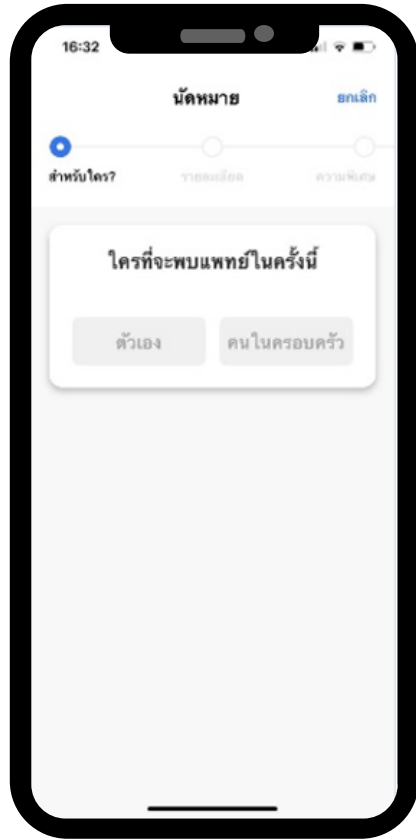 16:32
นัดหมาย ยกเลิก
สำหรับใคร? รายละเอียด ความพิเศษ
ใครที่จะพบแพทย์ในครั้งนี้
ตัวเอง คนในครอบครัว